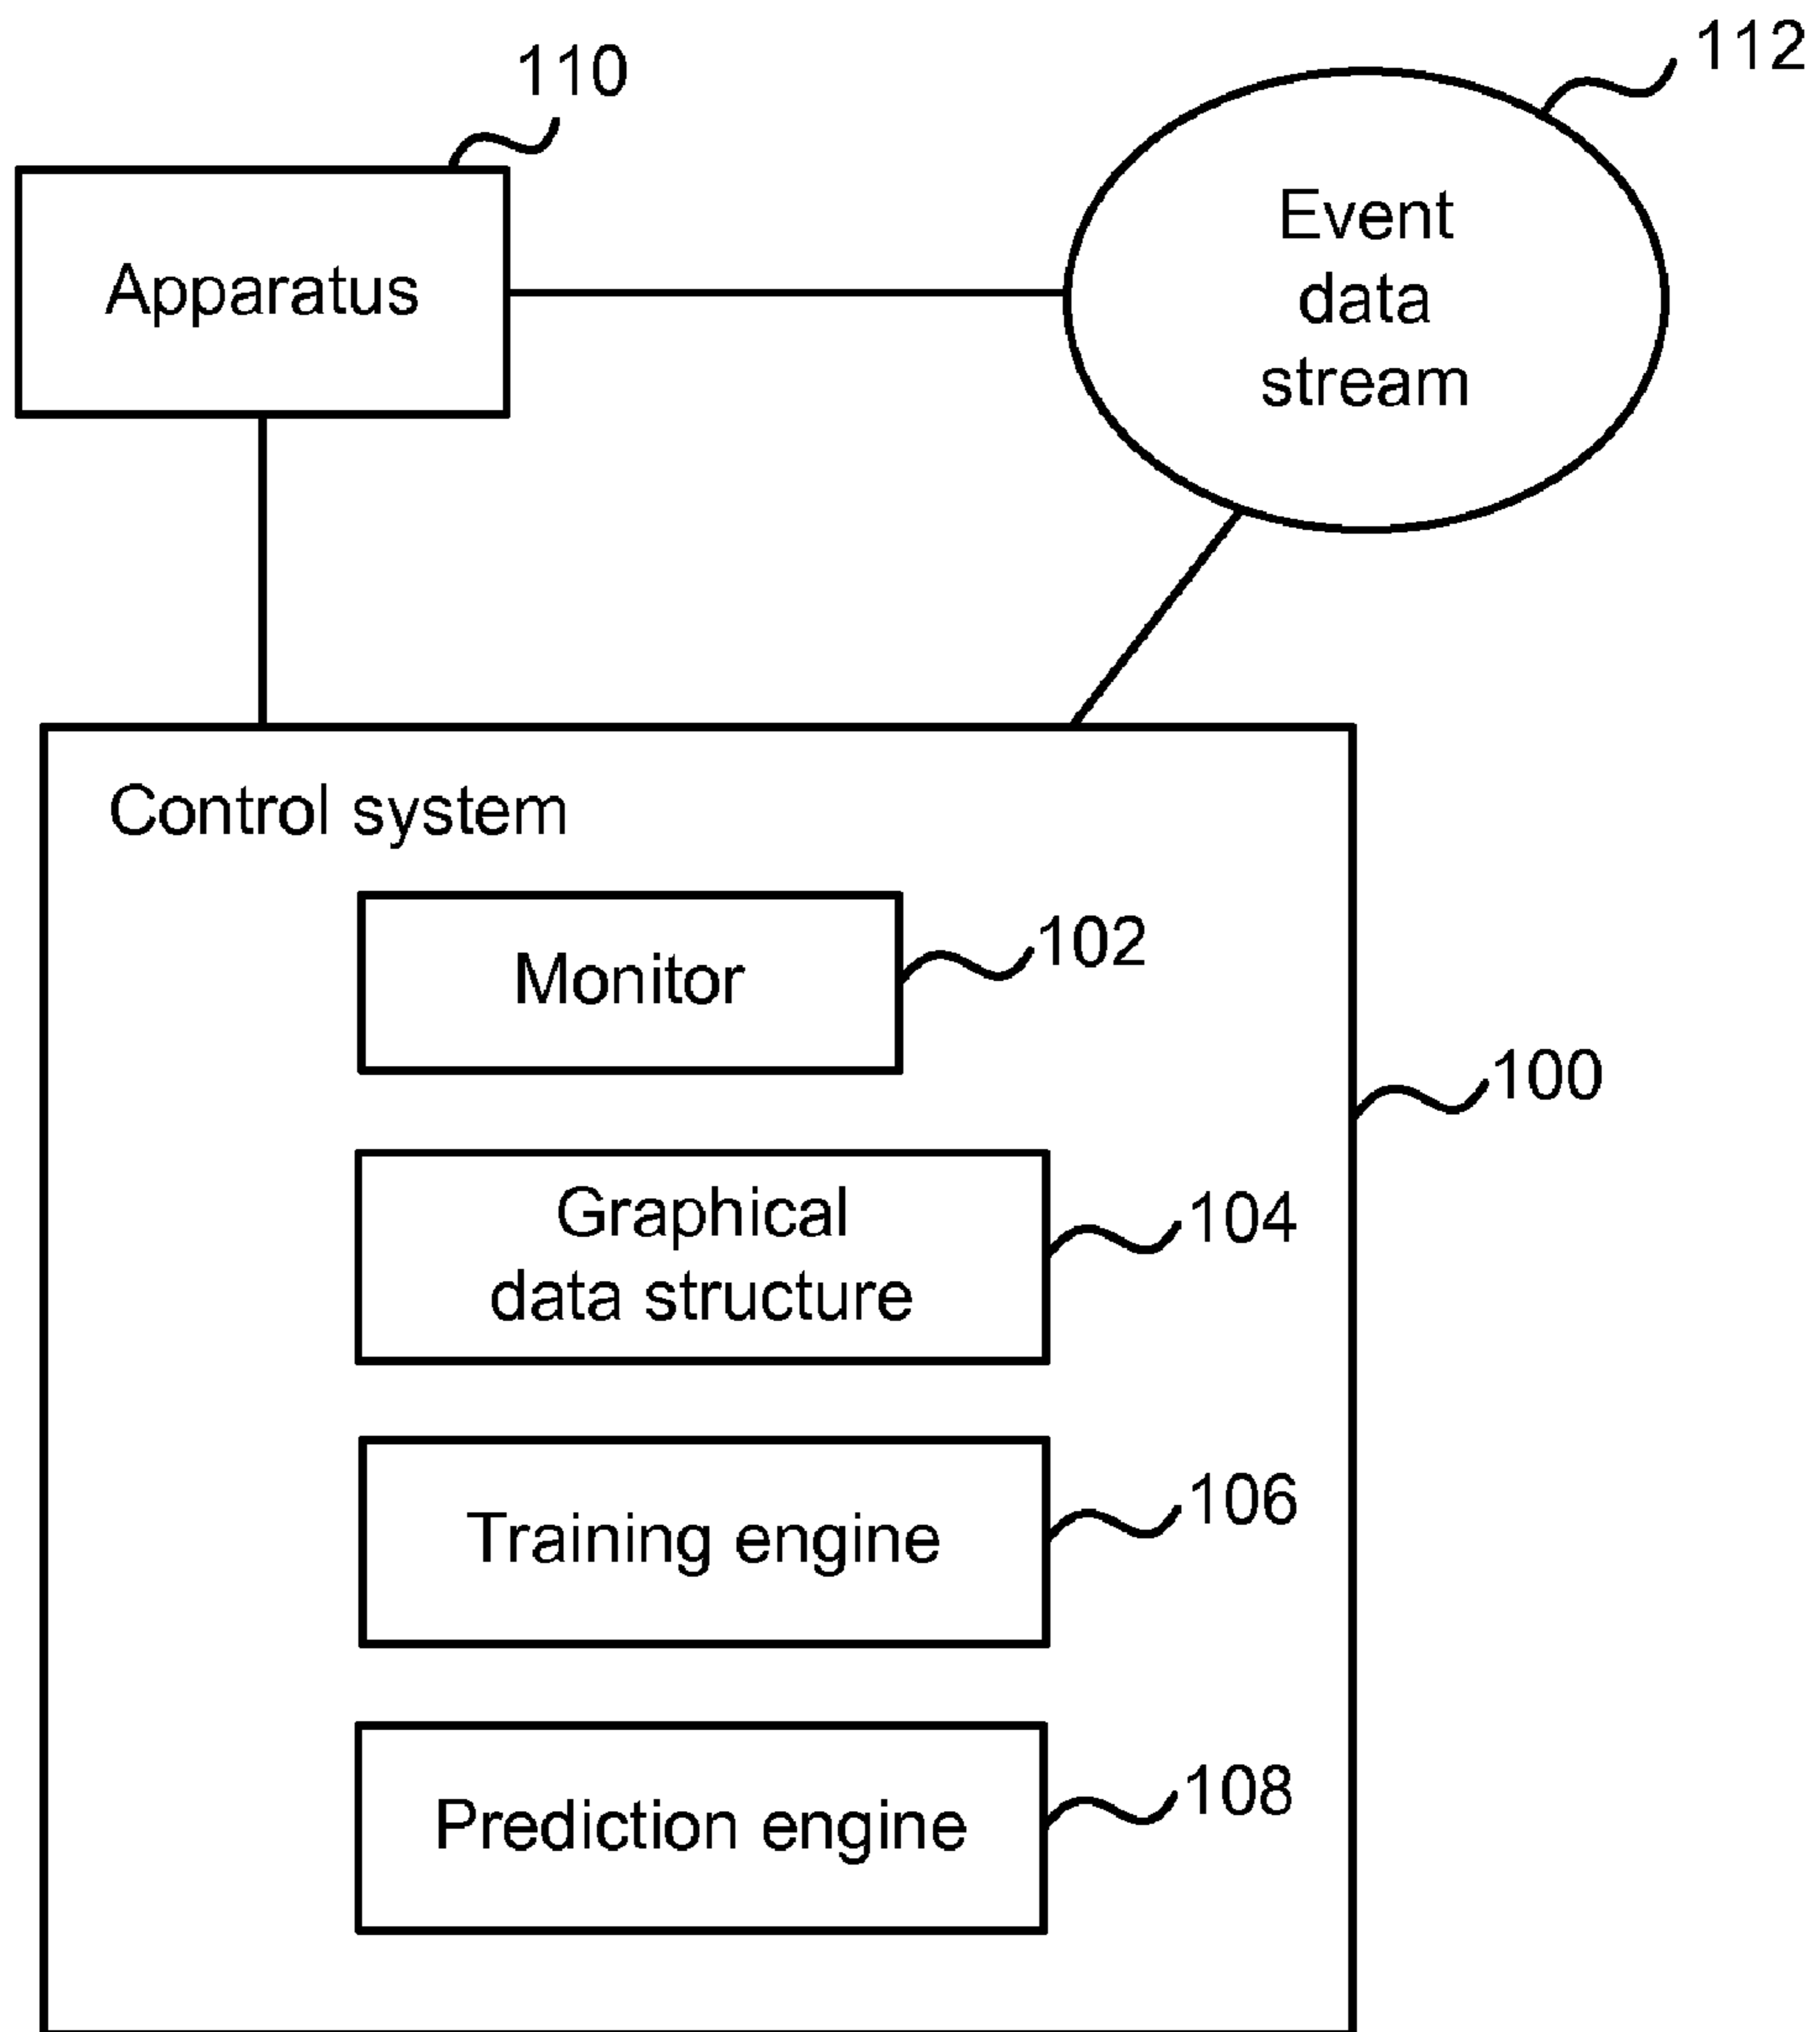 110
112
Apparatus
Event
data
stream
Control system
Monitor
102
100
Graphical
data structure
104
Training engine
106
Prediction engine
108